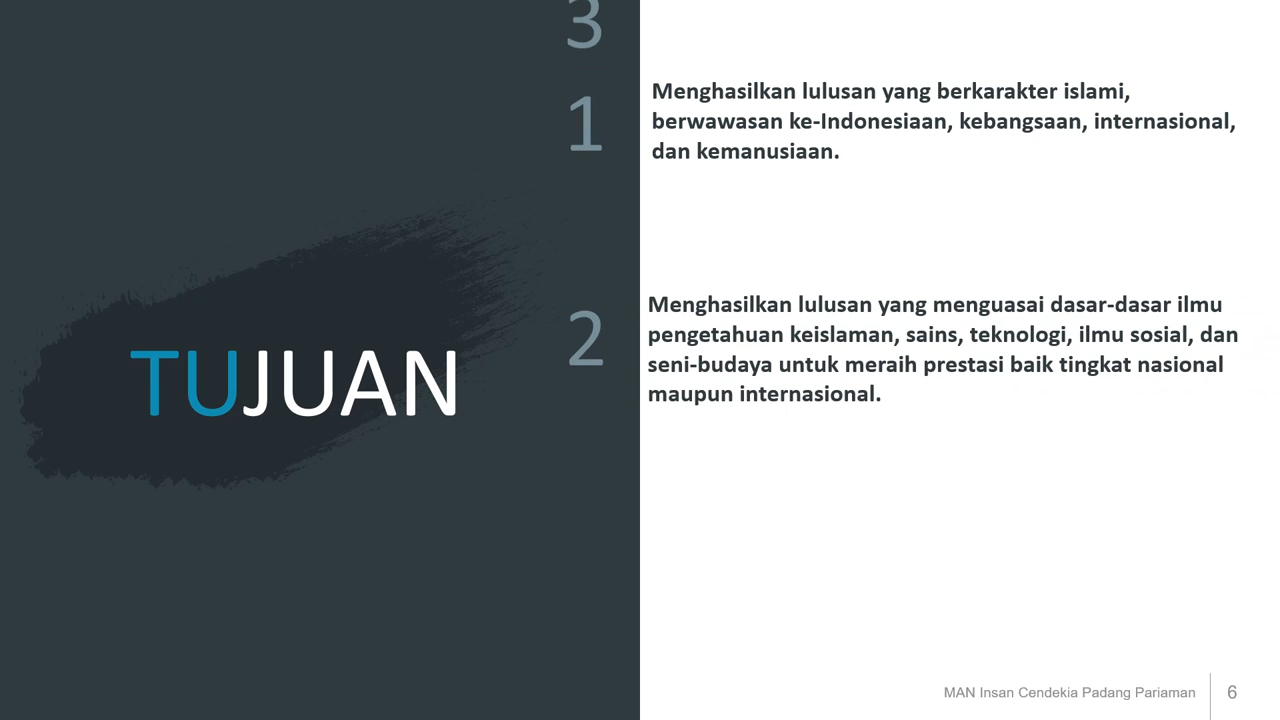 3
1
Menghasilkan lulusan yang berkarakter islami,
berwawasan ke-Indonesiaan, kebangsaan, internasional,
dan kemanusiaan.
2
Menghasilkan lulusan yang menguasai dasar-dasar ilmu
pengetahuan keislaman, sains, teknologi, ilmu sosial, dan
seni-budaya untuk meraih prestasi baik tingkat nasional
maupun internasional.
TUJUAN
MAN Insan Cendekia Padang Pariaman
6